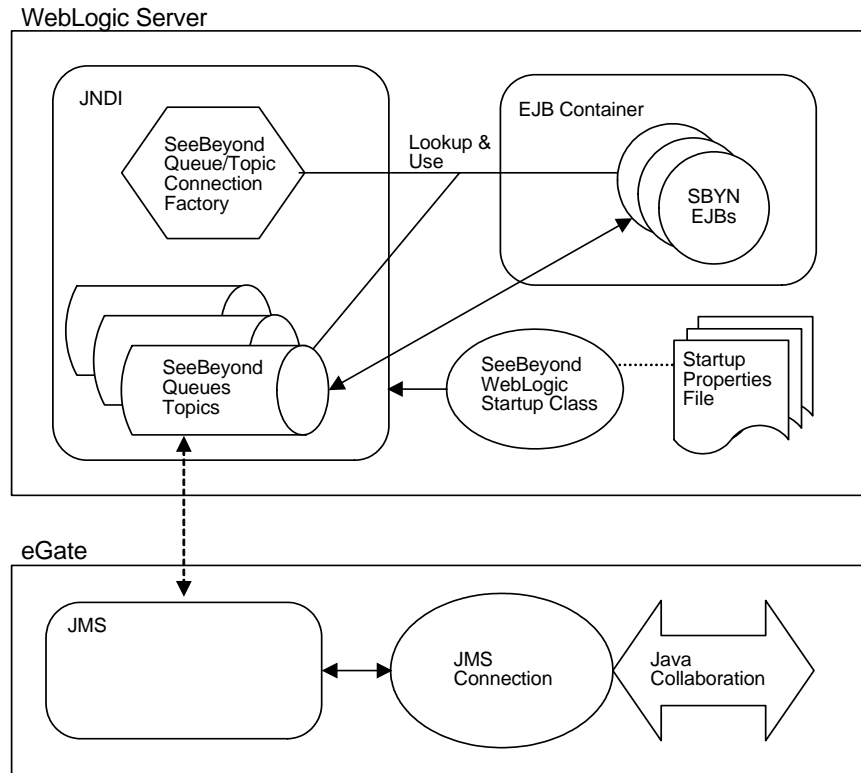 WebLogic Server
JNDI
SeeBeyond
Queue/Topic
Connection
Factory
Lookup &
Use
EJB Container
SBYN
EJBs
SeeBeyond
Queues
Topics
SeeBeyond
WebLogic
Startup Class
Startup
Properties
File
eGate
JMS
JMS
Connection
Java
Collaboration